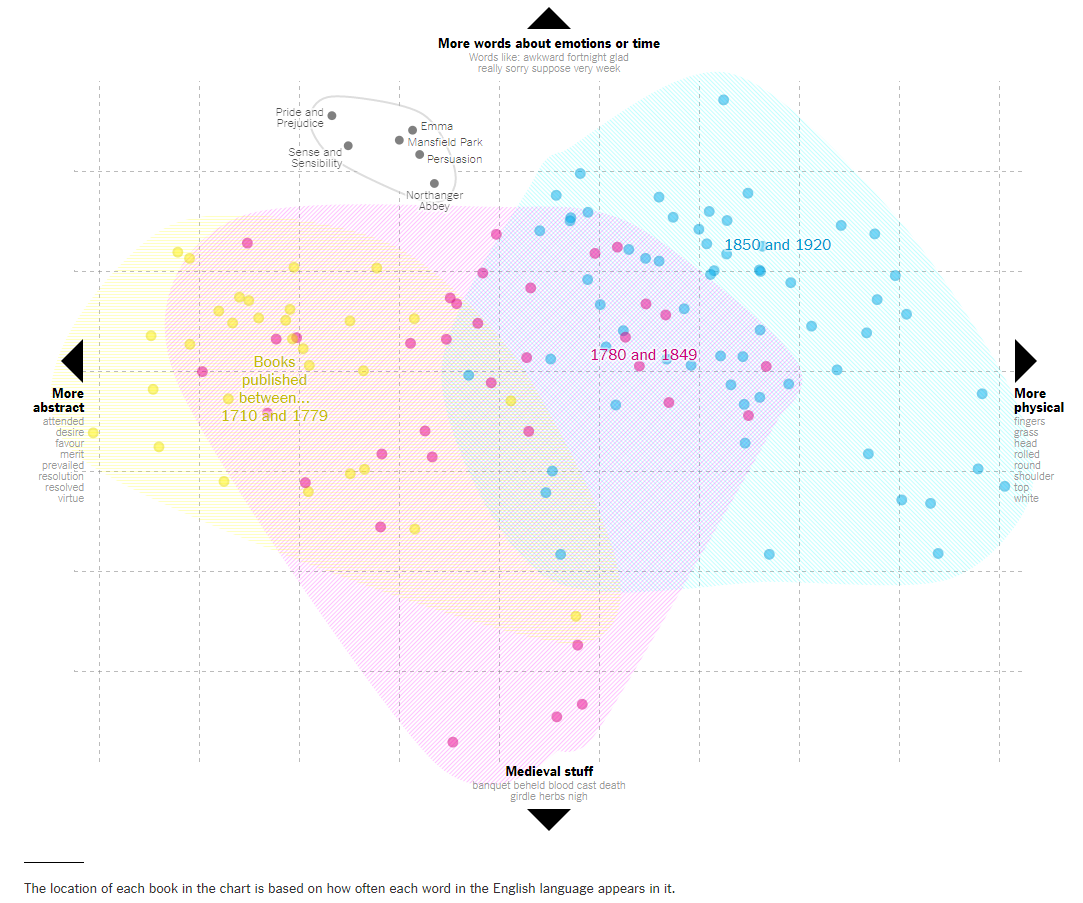 More words about emotions or time
Words like: awkward fortnight glad
really sorry suppose very week
Pride and
Prejudice
Emma
Mansfield Park
Sense and
Sensibility
Persuasion
Northanger
Abbey
1850 and 1920
1780 and 1849
Books
published
between...
1710 and 1779
More
abstract
attended
desire
favour
merit
prevailed
resolution
resolved
virtue
More
physical
fingers
grass
head
rolled
round
shoulder
top
white
Medieval stuff
banquet beheld blood cast death
girdle herbs nigh
The location of each book in the chart is based on how often each word in the English language appears in it.